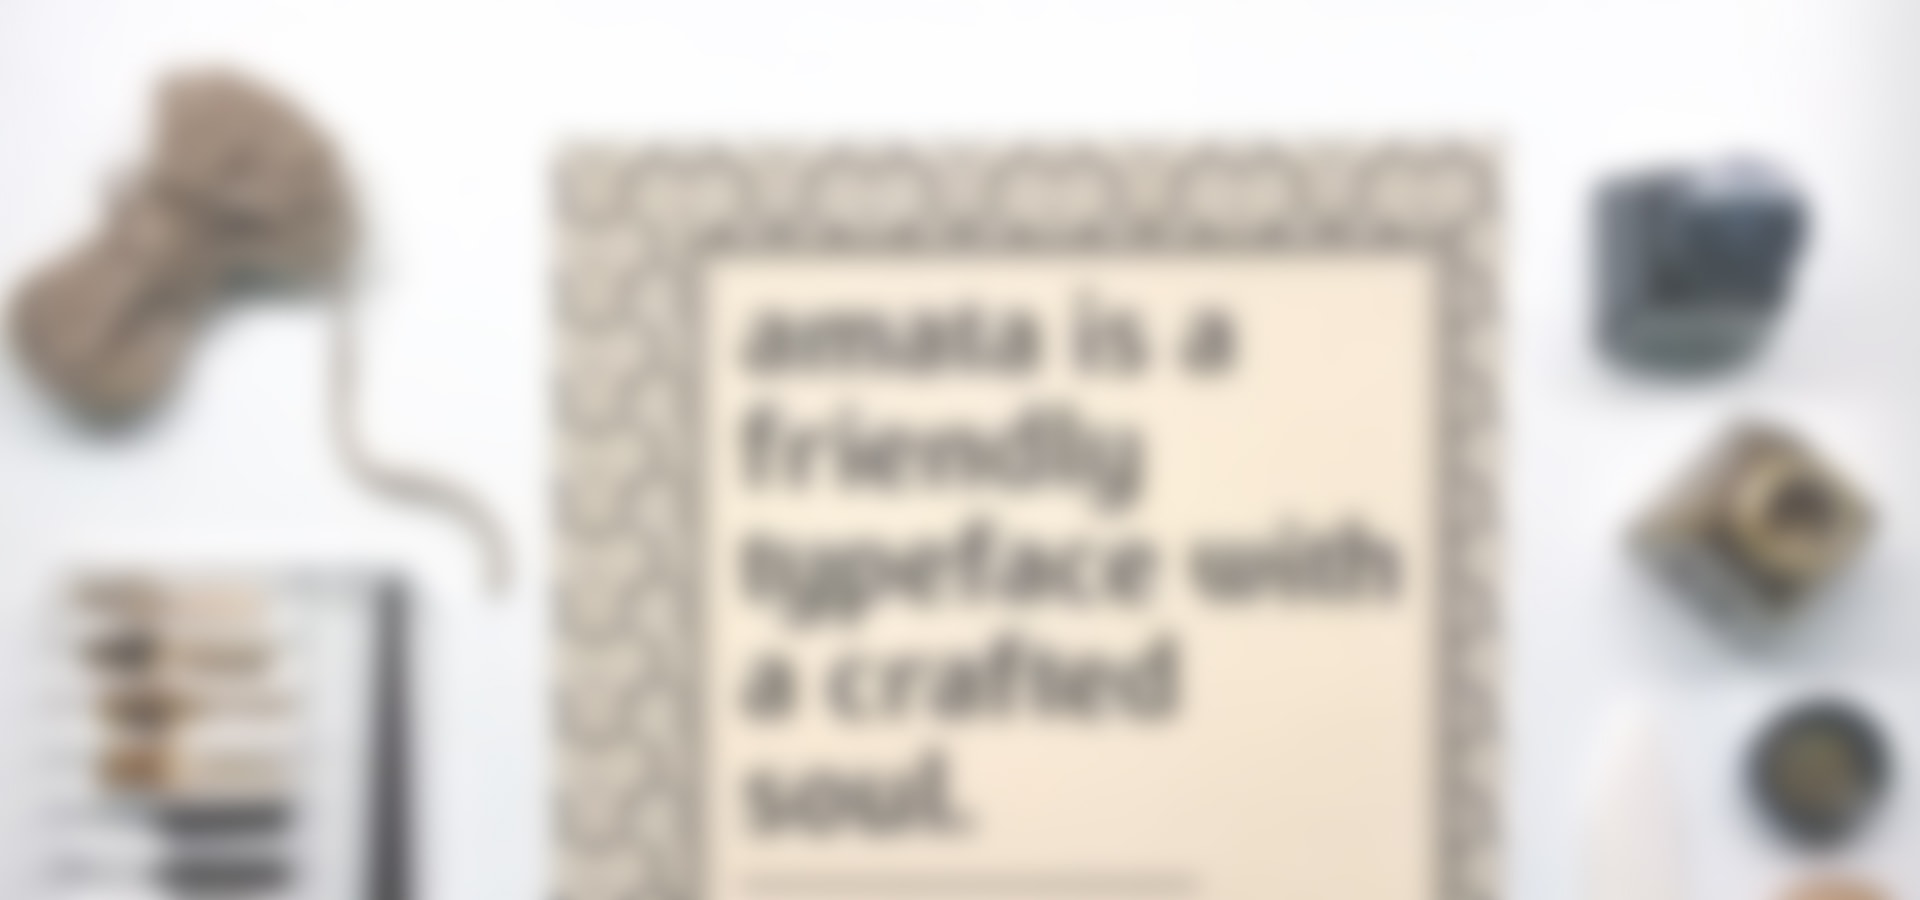 amata is a
friendly
typeface with
a crafted
soul.